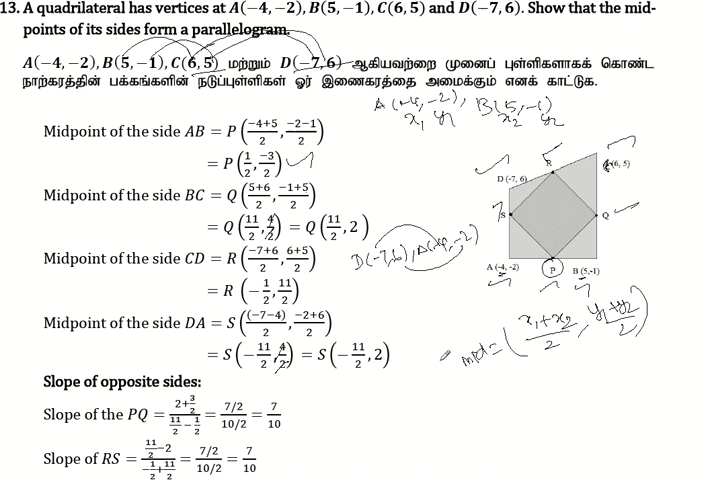 13. A quadrilateral has vertices at A(−4, −2), B(5, −1), C(6, 5) and D(−7, 6). Show that the mid-
points of its sides form a parallelogram.
A(−4, −2), B(5, −1), C(6, 5) மற்றும் D(−7, 6) ஆகியவற்றை முனைப் புள்ளிகளாகக் கொண்ட
நாற்கரத்தின் பக்கங்களின் நடுப்புள்ளிகள் ஓர் இணைகரத்தை அமைக்கும் எனக் காட்டுக.
A(−4, −2), B(5, −1)
x₁ y₁ x₂ y₂
Midpoint of the side AB = P((−4+5)/2, (−2−1)/2)
= P(1/2, −3/2)
Midpoint of the side BC = Q((5+6)/2, (−1+5)/2)
= Q(11/2, 4/2) = Q(11/2, 2)
Midpoint of the side CD = R((−7+6)/2, (6+5)/2)
= R(−1/2, 11/2)
Midpoint of the side DA = S(((−7−4))/2, (−2+6)/2)
= S(−11/2, 4/2) = S(−11/2, 2)
D(−7,6), A(−4, −2)
R
(6, 5)
D (-7, 6)
S
Q
A (-4, -2)
P
B (5,-1)
mpt = (x₁+x₂/2, y₁+y₂/2)
Slope of opposite sides:
Slope of the PQ = (2+3/2)/(11/2−1/2) = (7/2)/(10/2) = 7/10
Slope of RS = (11/2−2)/(−1/2+11/2) = (7/2)/(10/2) = 7/10